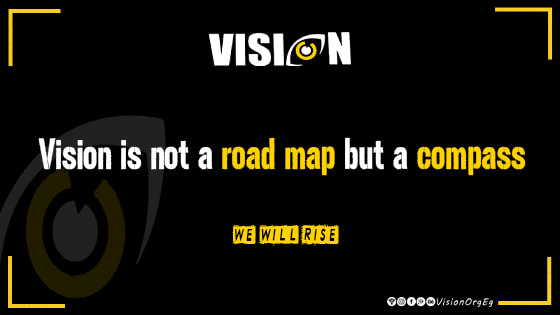 VISION
Vision is not a road map but a compass
WE WILL RISE
VisionOrgEg